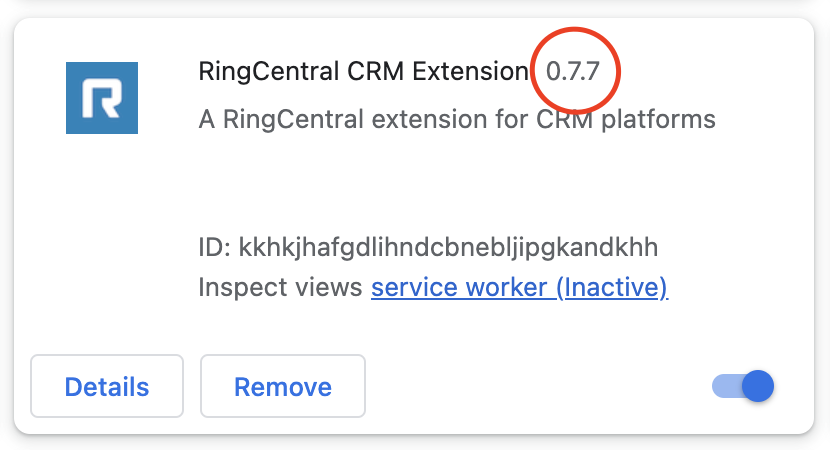 RingCentral CRM Extension 0.7.7
A RingCentral extension for CRM platforms
ID: kkhkjhafgdlihndcbnebljipgkandkhh
Inspect views service worker (Inactive)
Details Remove